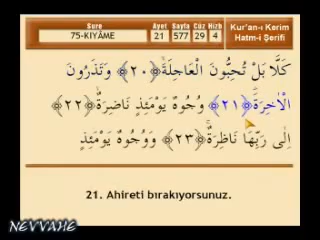 Sure Ayet Sayfa Cüz Hizb
75-KIYÂME 21 577 29 4
Kur'an-ı Kerim
Hatm-i Şerifi
كَلَّا بَلْ تُحِبُّونَ الْعَاجِلَةَۙ ﴿٢٠﴾ وَتَذَرُونَ
الْاٰخِرَةَۜ ﴿٢١﴾ وُجُوهٌ يَوْمَئِذٍ نَاضِرَةٌۙ ﴿٢٢﴾
اِلٰى رَبِّهَا نَاظِرَةٌۚ ﴿٢٣﴾ وَوُجُوهٌ يَوْمَئِذٍ
21. Ahireti bırakıyorsunuz.
NEVVAHE